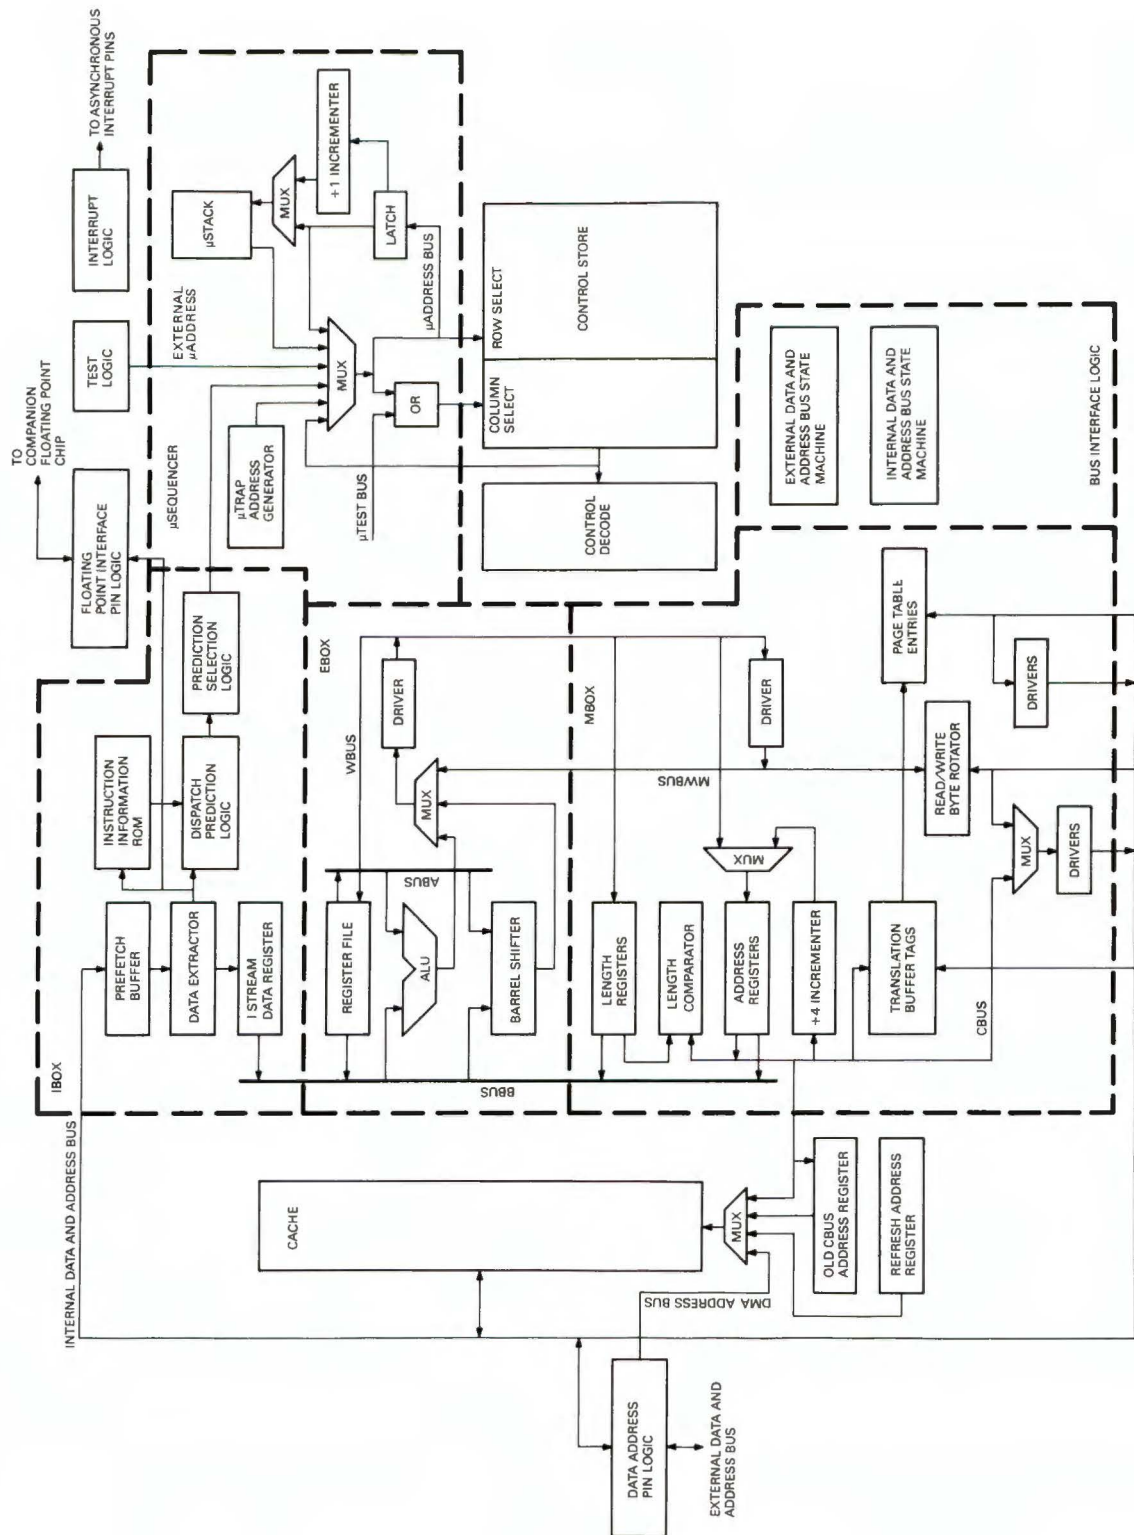 INTERNAL DATA AND ADDRESS BUS
IBOX
PREFETCH
BUFFER
DATA EXTRACTOR
I STREAM
DATA REGISTER
INSTRUCTION
INFORMATION
ROM
DISPATCH
PREDICTION
LOGIC
PREDICTION
SELECTION
LOGIC
FLOATING
POINT INTERFACE
PIN LOGIC
TO
COMPANION
FLOATING POINT
CHIP
TEST
LOGIC
INTERRUPT
LOGIC
TO ASYNCHRONOUS
INTERRUPT PINS
µSEQUENCER
EXTERNAL
µADDRESS
µSTACK
MUX
+1 INCREMENTER
LATCH
µADDRESS BUS
µTRAP
ADDRESS
GENERATOR
MUX
µTEST BUS
OR
COLUMN
SELECT
ROW SELECT
CONTROL STORE
CONTROL
DECODE
EBOX
WBUS
REGISTER FILE
ABUS
ALU
BARREL SHIFTER
MUX
DRIVER
BBUS
MBOX
LENGTH
REGISTERS
LENGTH
COMPARATOR
ADDRESS
REGISTERS
+4 INCREMENTER
MUX
DRIVER
MWBUS
TRANSLATION
BUFFER TAGS
PAGE TABLE
ENTRIES
READ/WRITE
BYTE ROTATOR
DRIVERS
CBUS
MUX
DRIVERS
EXTERNAL DATA AND
ADDRESS BUS STATE
MACHINE
INTERNAL DATA AND
ADDRESS BUS STATE
MACHINE
BUS INTERFACE LOGIC
CACHE
MUX
DMA ADDRESS
BUS
OLD CBUS
ADDRESS REGISTER
REFRESH ADDRESS
REGISTER
DATA ADDRESS
PIN LOGIC
EXTERNAL DATA AND
ADDRESS BUS